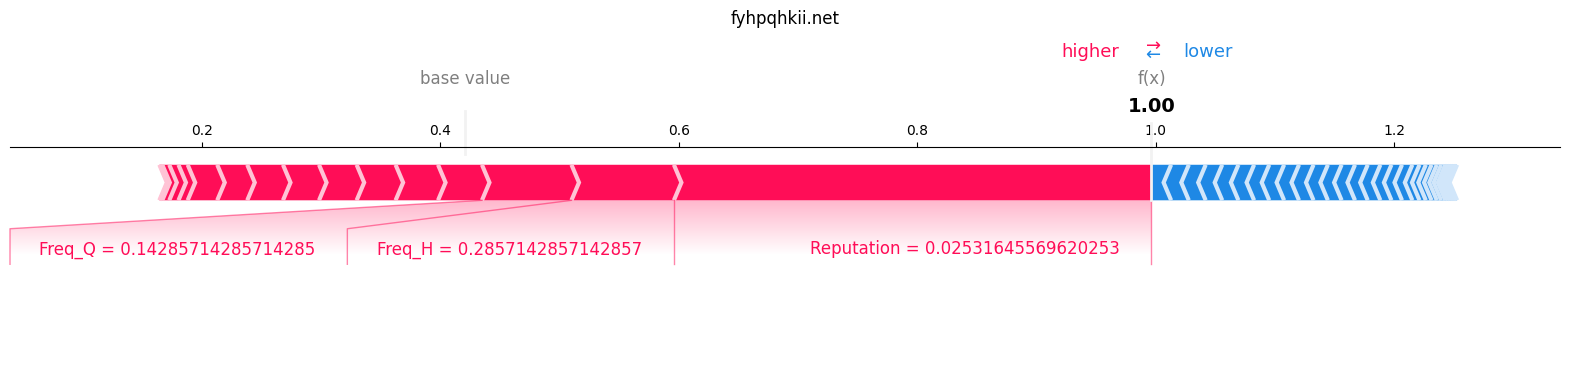 fyhpqhkii.net
higher ⇄ lower
base value
f(x)
1.00
0.2 0.4 0.6 0.8 1.0 1.2
Freq_Q = 0.14285714285714285 Freq_H = 0.2857142857142857 Reputation = 0.02531645569620253